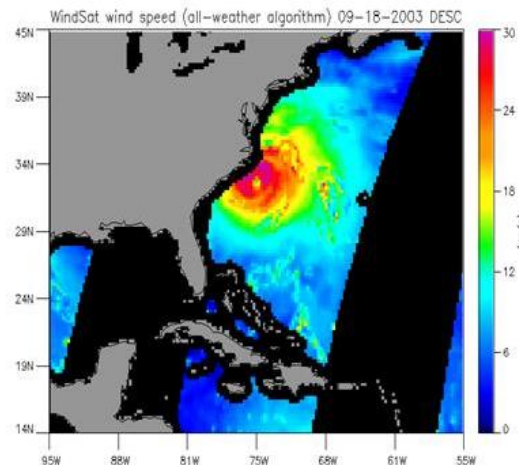 WindSat wind speed (all-weather algorithm) 09-18-2003 DESC
45N
39N
34N
29N
24N
19N
14N
95W 88W 81W 75W 68W 61W 55W
30
24
18
12
6
0